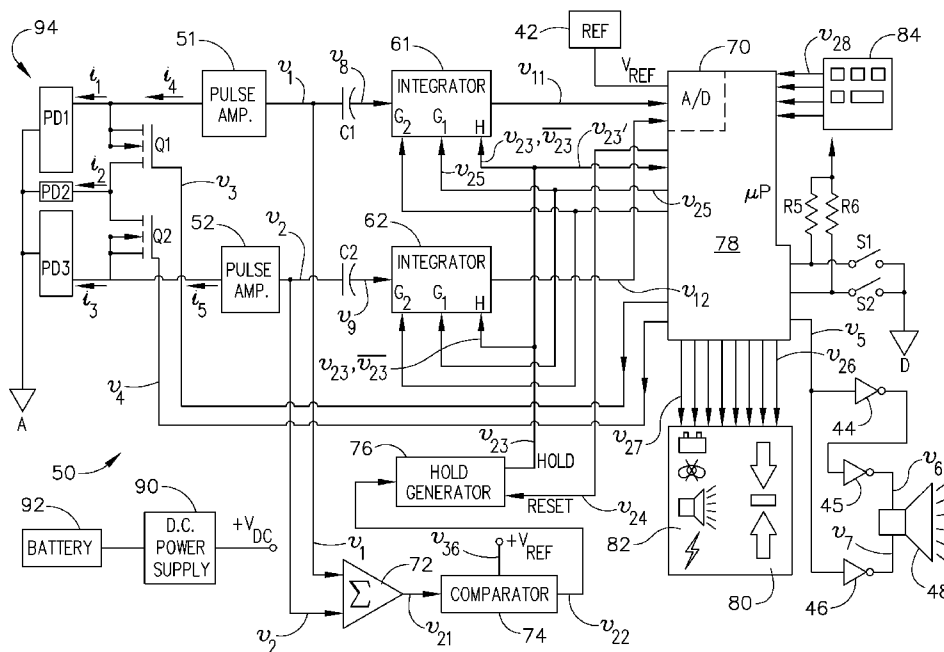 94
51
61
42
REF
70
84
i1
i4
v1
v8
v11
VREF
v28
PD1
PULSE
AMP.
C1
INTEGRATOR
G2
G1
H
A/D
Q1
v23, v̅2̅3̅
v23'
i2
PD2
v3
v25
v25
μP
R5
R6
52
62
78
Q2
v2
PD3
PULSE
AMP.
C2
INTEGRATOR
G2
G1
H
S1
S2
i3
i5
v9
v12
v5
D
v23, v̅2̅3̅
v26
A
v4
44
v27
v23
HOLD
76
HOLD
GENERATOR
RESET
v24
45
v6
50
90
92
BATTERY
D.C.
POWER
SUPPLY
+VDC
v1
v36
+VREF
82
v7
72
Σ
COMPARATOR
v2
v21
74
v22
80
46
48